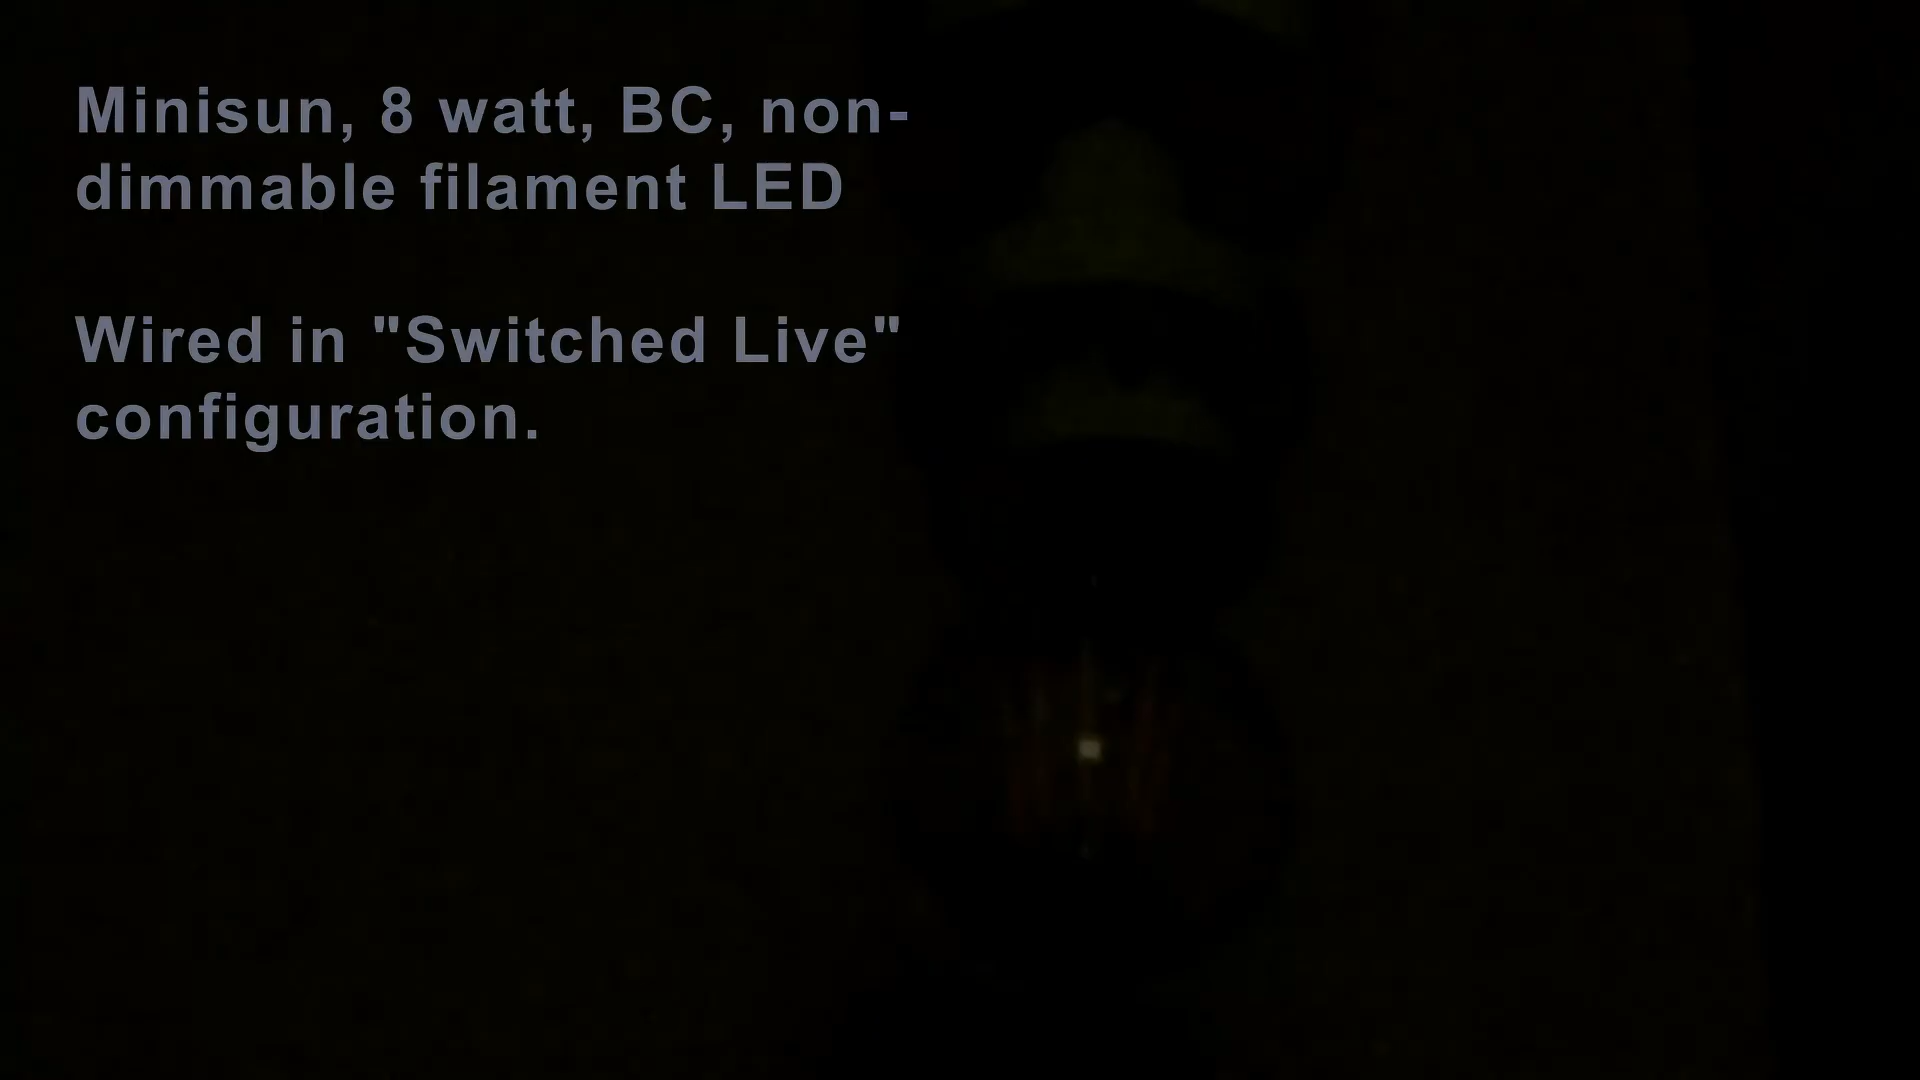 Minisun, 8 watt, BC, non-
dimmable filament LED
Wired in "Switched Live"
configuration.